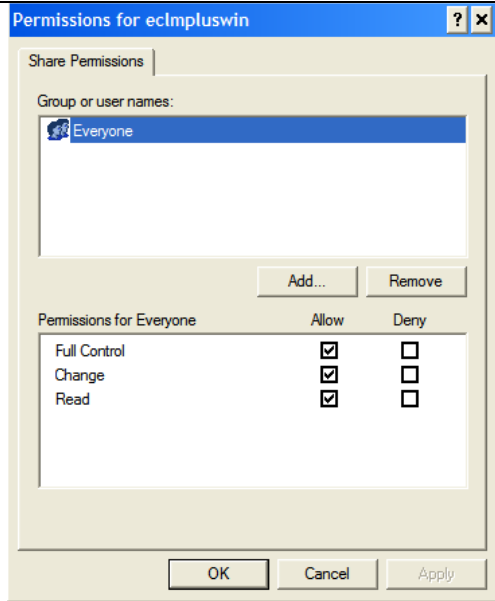 Permissions for eclmpluswin
Share Permissions
Group or user names:
Everyone
Add... Remove
Permissions for Everyone Allow Deny
Full Control
Change
Read
OK Cancel Apply